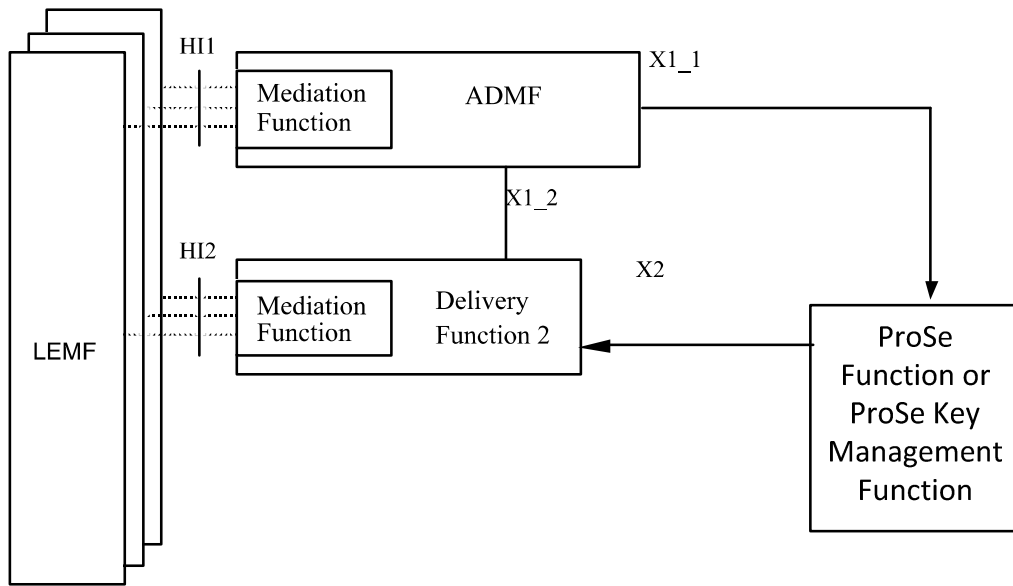 HI1
X1_1
Mediation
Function
ADMF
X1_2
HI2
X2
Mediation
Function
Delivery
Function 2
LEMF
ProSe
Function or
ProSe Key
Management
Function